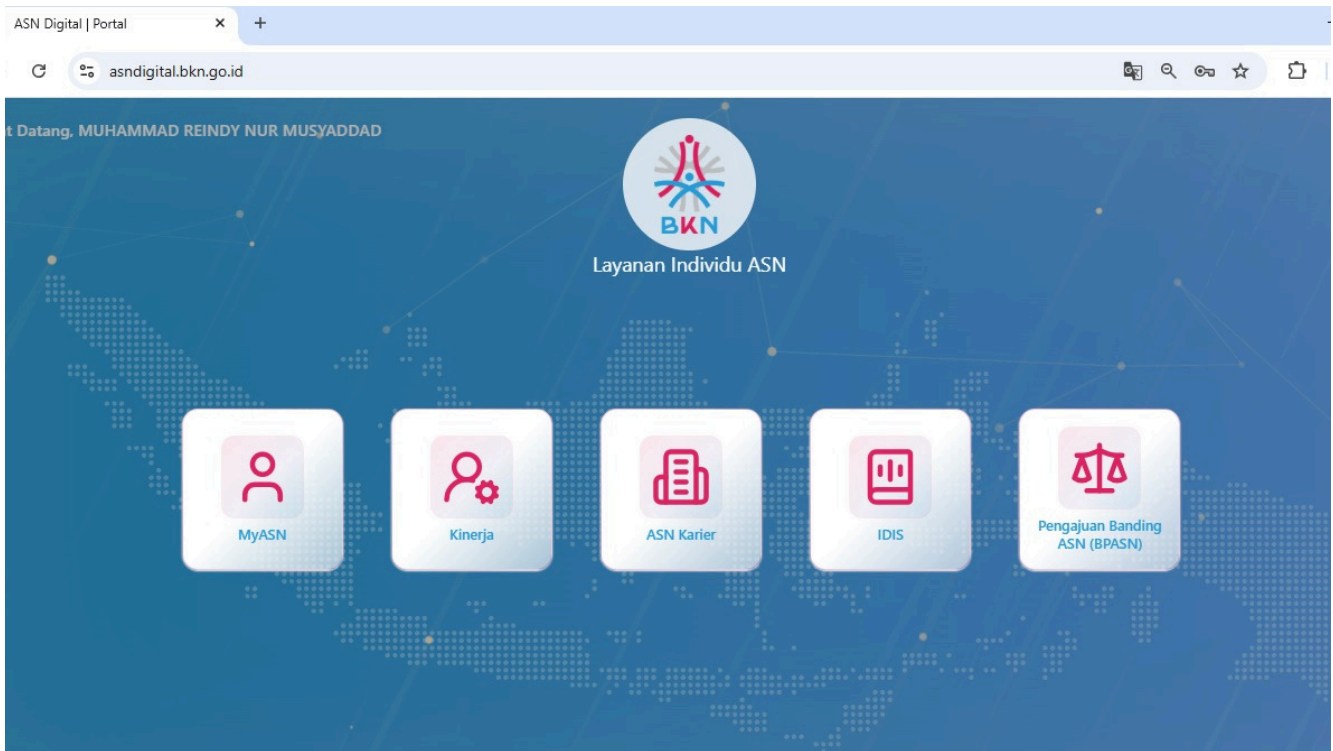 ASN Digital | Portal
asndigital.bkn.go.id
t Datang, MUHAMMAD REINDY NUR MUSYADDAD
BKN
Layanan Individu ASN
MyASN
Kinerja
ASN Karier
IDIS
Pengajuan Banding
ASN (BPASN)